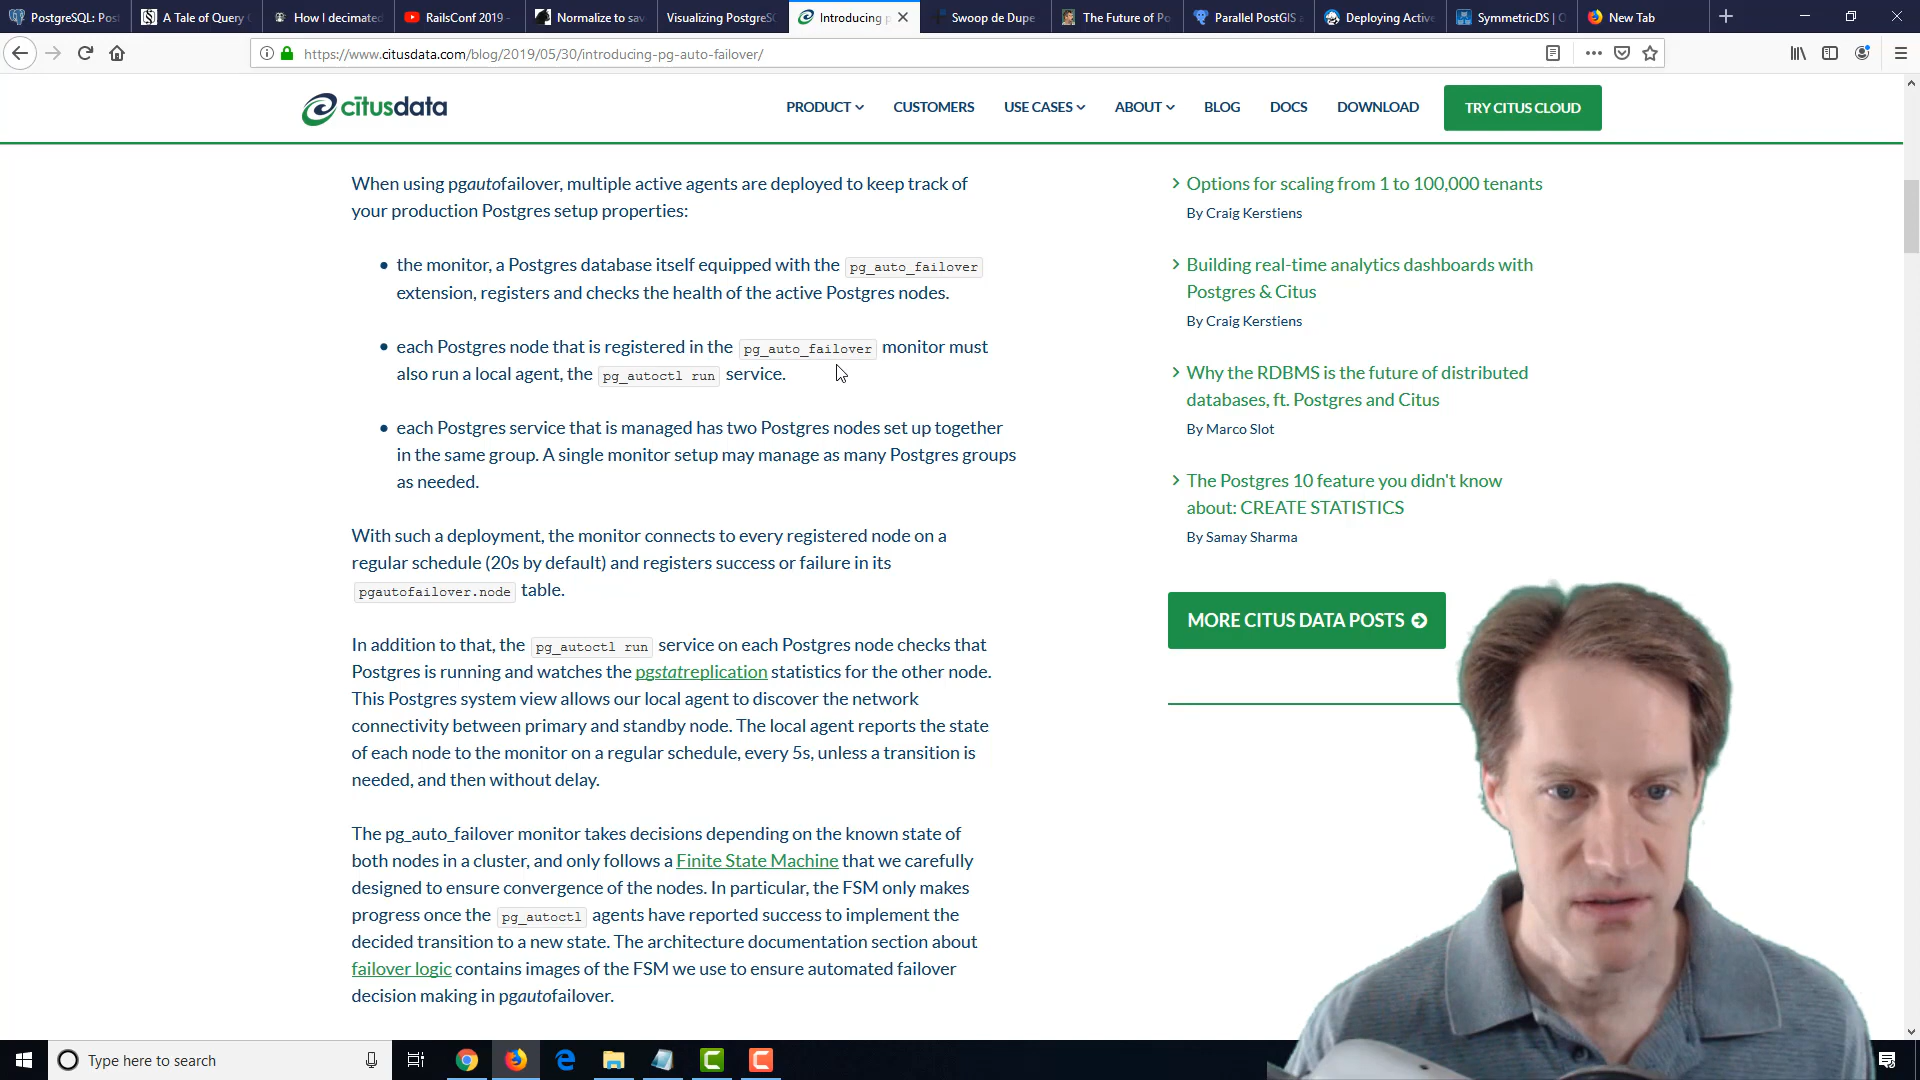 PostgreSQL: Pos
A Tale of Query
How I decimated
RailsConf 2019 -
Normalize to sav
Visualizing PostgreSQ
Introducing p
Swoop de Dupe
The Future of Po
Parallel PostGIS a
Deploying Active
SymmetricDS | O
New Tab
https://www.citusdata.com/blog/2019/05/30/introducing-pg-auto-failover/
citusdata
PRODUCT
CUSTOMERS
USE CASES
ABOUT
BLOG
DOCS
DOWNLOAD
TRY CITUS CLOUD
When using pgautofailover, multiple active agents are deployed to keep track of
your production Postgres setup properties:
• the monitor, a Postgres database itself equipped with the pg_auto_failover
extension, registers and checks the health of the active Postgres nodes.
• each Postgres node that is registered in the pg_auto_failover monitor must
also run a local agent, the pg_autoctl run service.
• each Postgres service that is managed has two Postgres nodes set up together
in the same group. A single monitor setup may manage as many Postgres groups
as needed.
With such a deployment, the monitor connects to every registered node on a
regular schedule (20s by default) and registers success or failure in its
pgautofailover.node table.
In addition to that, the pg_autoctl run service on each Postgres node checks that
Postgres is running and watches the pgstatreplication statistics for the other node.
This Postgres system view allows our local agent to discover the network
connectivity between primary and standby node. The local agent reports the state
of each node to the monitor on a regular schedule, every 5s, unless a transition is
needed, and then without delay.
The pg_auto_failover monitor takes decisions depending on the known state of
both nodes in a cluster, and only follows a Finite State Machine that we carefully
designed to ensure convergence of the nodes. In particular, the FSM only makes
progress once the pg_autoctl agents have reported success to implement the
decided transition to a new state. The architecture documentation section about
failover logic contains images of the FSM we use to ensure automated failover
decision making in pgautofailover.
Options for scaling from 1 to 100,000 tenants
By Craig Kerstiens
Building real-time analytics dashboards with
Postgres & Citus
By Craig Kerstiens
Why the RDBMS is the future of distributed
databases, ft. Postgres and Citus
By Marco Slot
The Postgres 10 feature you didn't know
about: CREATE STATISTICS
By Samay Sharma
MORE CITUS DATA POSTS
Type here to search